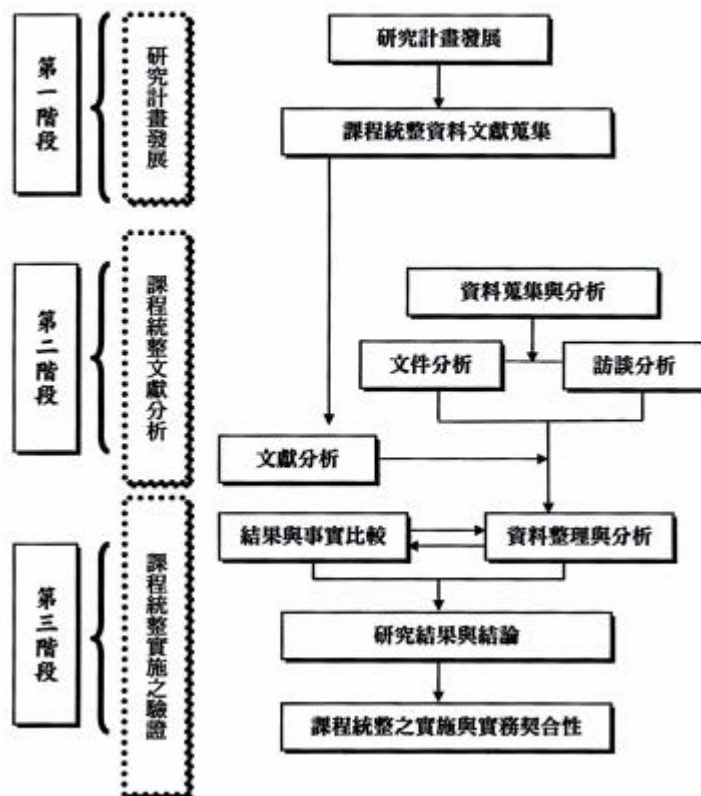 第一階段
研究計畫發展
研究計畫發展
課程統整資料文獻蒐集
第二階段
課程統整文獻分析
資料蒐集與分析
文件分析
訪談分析
文獻分析
第三階段
課程統整實施之驗證
結果與事實比較
資料整理與分析
研究結果與結論
課程統整之實施與實務契合性